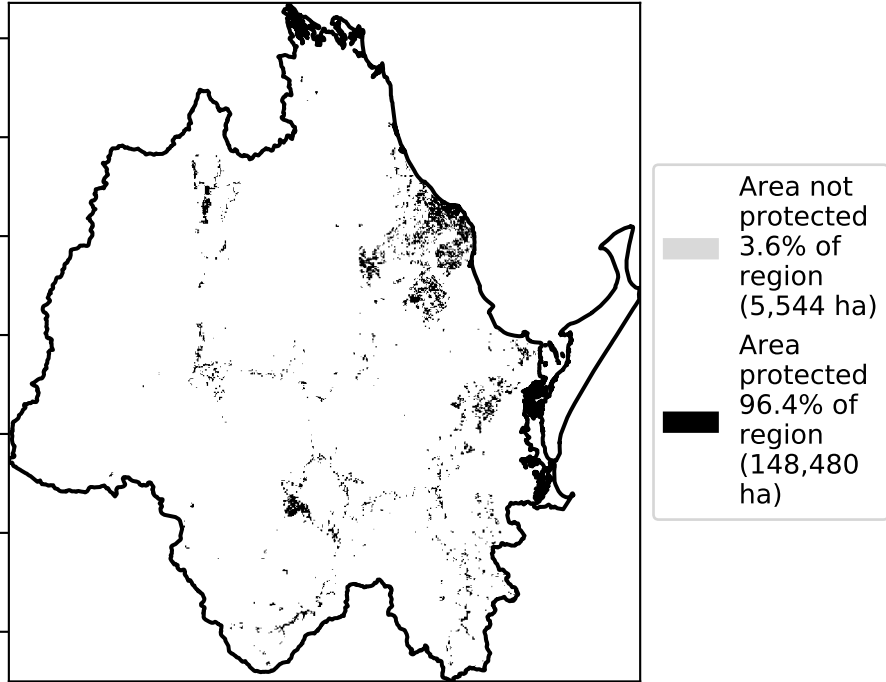 Area not
protected
3.6% of
region
(5,544 ha)
Area
protected
96.4% of
region
(148,480
ha)